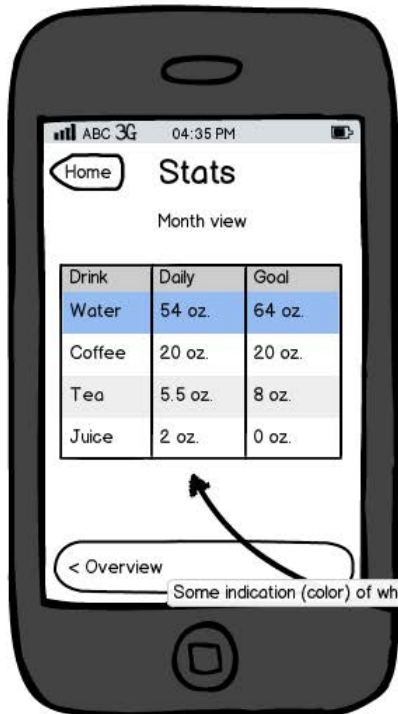 ABC 3G 04:35 PM
Home Stats
Month view
Drink Daily Goal
Water 54 oz. 64 oz.
Coffee 20 oz. 20 oz.
Tea 5.5 oz. 8 oz.
Juice 2 oz. 0 oz.
< Overview
Some indication (color) of wh